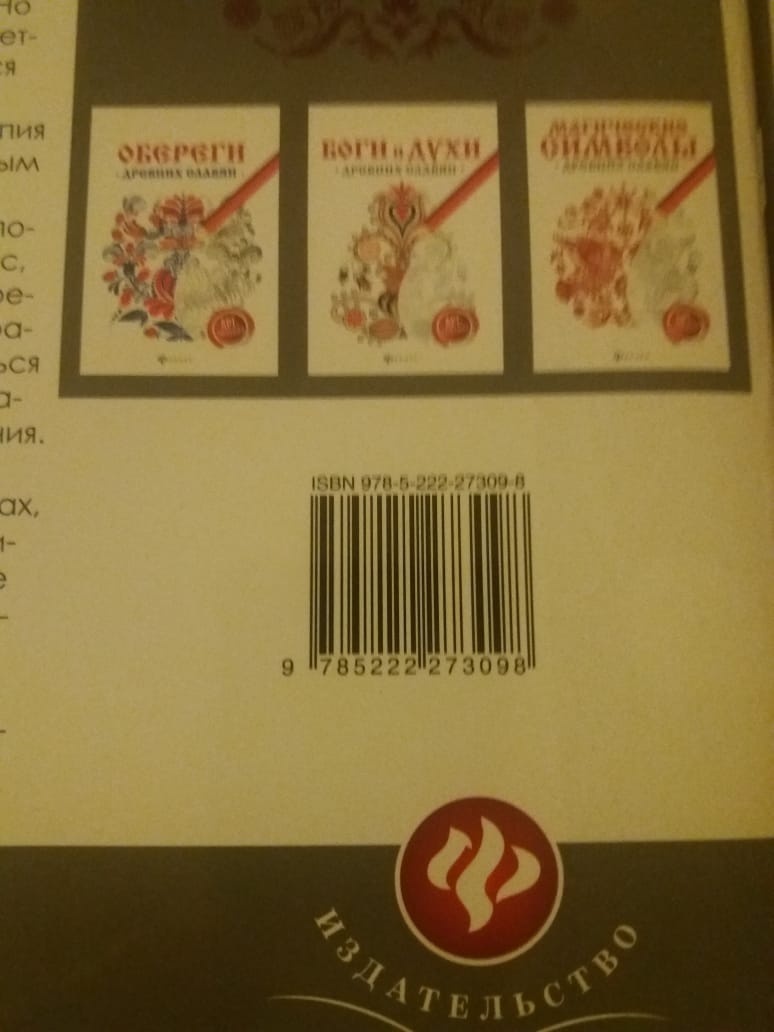 но
ет-
ся
пия
ым
ло-
с,
ре-
ра-
ься
а-
ния.
ах,
и-
е
-
-
ОБЕРЕГИ
ДРЕВНИХ СЛАВЯН
БОГИ и ДУХИ
ДРЕВНИХ СЛАВЯН
МАГИЧЕСКИЕ
СИМВОЛЫ
ДРЕВНИХ СЛАВЯН
ISBN 978-5-222-27309-8
9 785222 273098
ИЗДАТЕЛЬСТВО